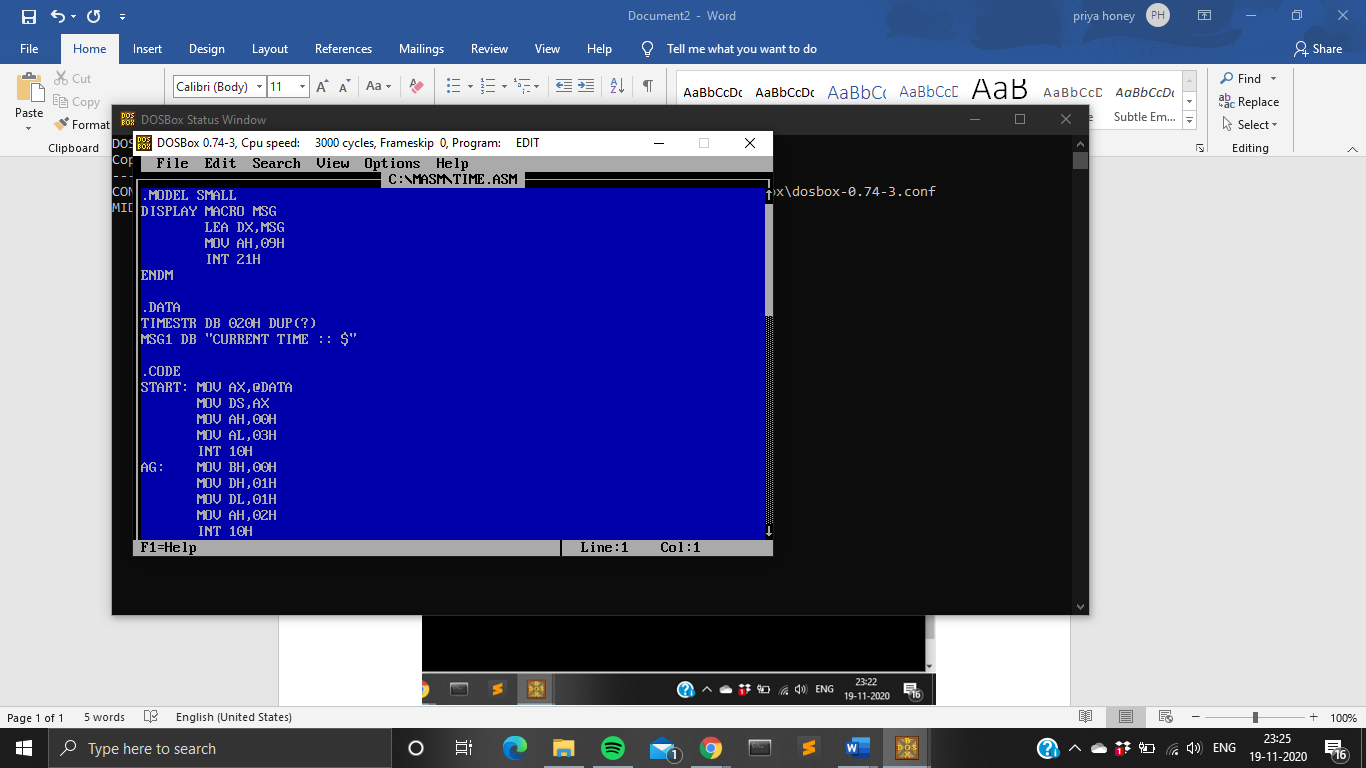 Document2 - Word
priya honey PH
File Home Insert Design Layout References Mailings Review View Help Tell me what you want to do Share
Cut
Copy
Format
Paste
Clipboard
Calibri (Body) 11
Aa
AaBbCcDc AaBbCcDc AaBbCc AaBbCcD AaB AaBbCcD AaBbCcDc
Subtle Em...
Find
Replace
Select
Editing
DOSBox Status Window
DOS
Cop
---
CON
MID
x\dosbox-0.74-3.conf
DOSBox 0.74-3, Cpu speed: 3000 cycles, Frameskip 0, Program: EDIT
File Edit Search View Options Help
C:\MASM\TIME.ASM
.MODEL SMALL
DISPLAY MACRO MSG
LEA DX,MSG
MOV AH,09H
INT 21H
ENDM
.DATA
TIMESTR DB 020H DUP(?)
MSG1 DB "CURRENT TIME :: $"
.CODE
START: MOV AX,@DATA
MOV DS,AX
MOV AH,00H
MOV AL,03H
INT 10H
AG: MOV BH,00H
MOV DH,01H
MOV DL,01H
MOV AH,02H
INT 10H
F1=Help Line:1 Col:1
ENG 23:22
19-11-2020
16
Page 1 of 1 5 words English (United States) 100%
Type here to search
1
ENG 23:25
19-11-2020
16